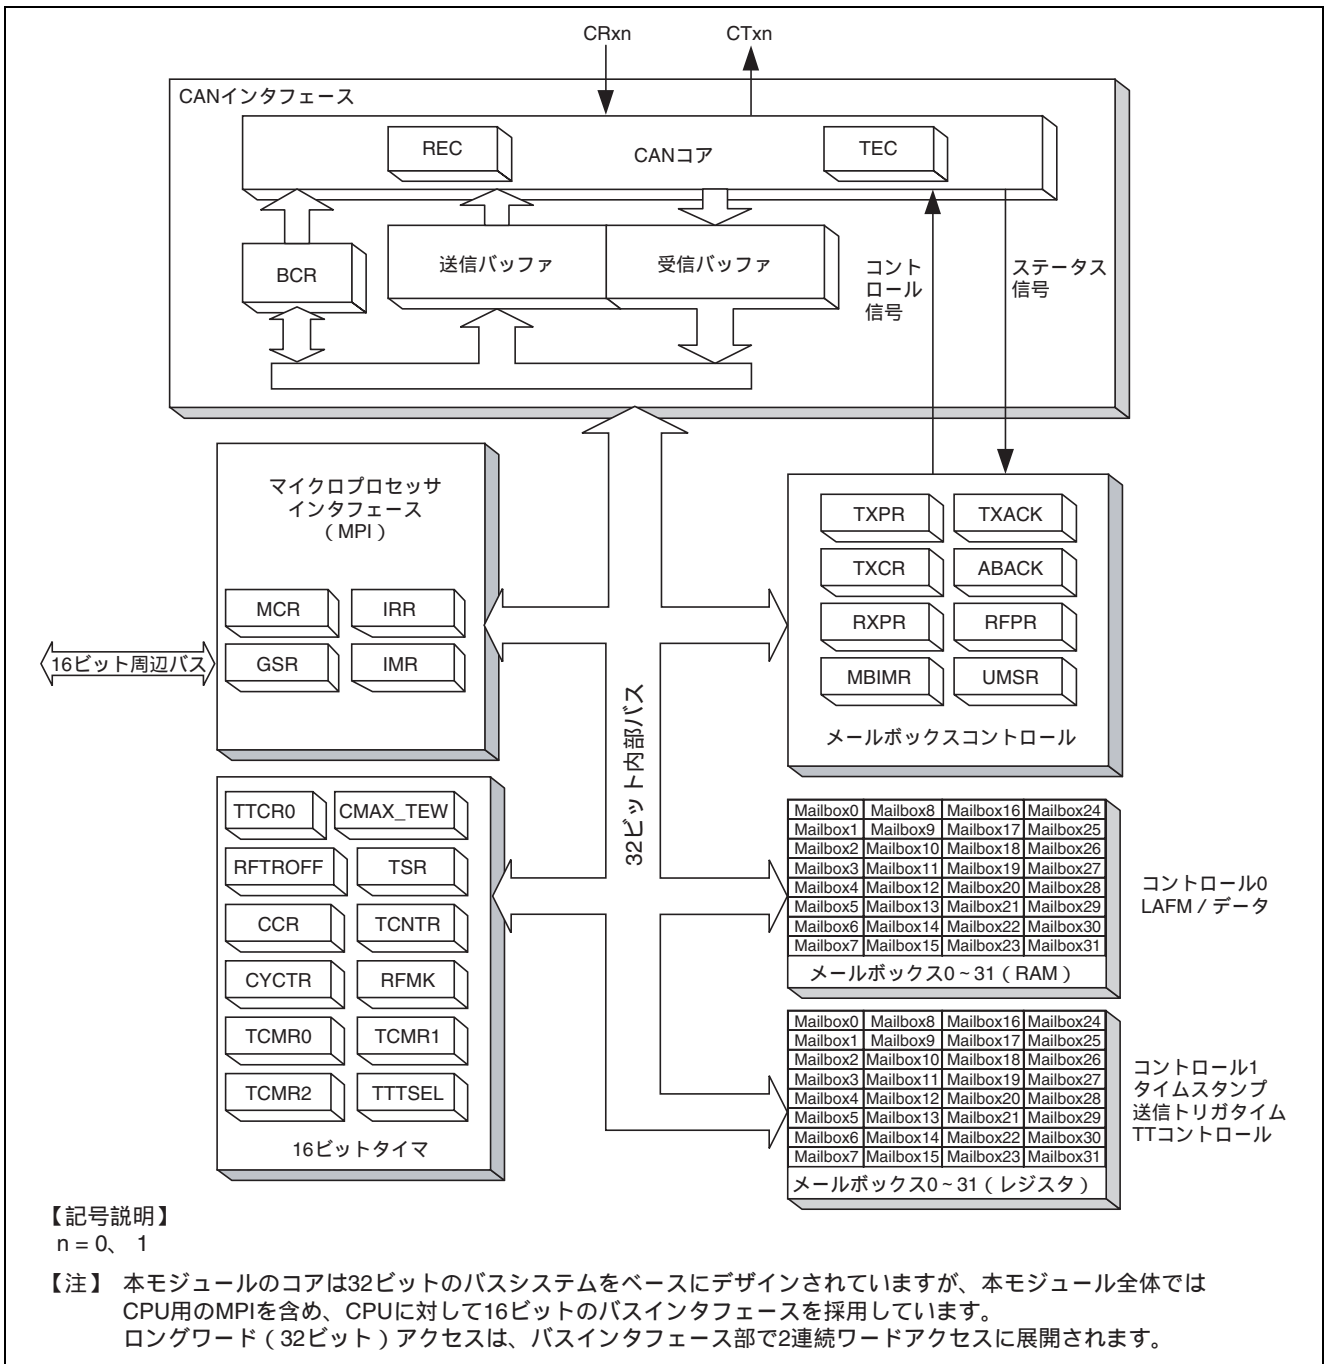 CRxn
CTxn
CANインタフェース
REC
CANコア
TEC
BCR
送信バッファ
受信バッファ
コント
ロール
信号
ステータス
信号
マイクロプロセッサ
インタフェース
（MPI）
MCR
IRR
GSR
IMR
16ビット周辺バス
32ビット内部バス
TXPR
TXACK
TXCR
ABACK
RXPR
RFPR
MBIMR
UMSR
メールボックスコントロール
TTCR0
CMAX_TEW
RFTROFF
TSR
CCR
TCNTR
CYCTR
RFMK
TCMR0
TCMR1
TCMR2
TTTSEL
16ビットタイマ
Mailbox0 Mailbox8 Mailbox16 Mailbox24
Mailbox1 Mailbox9 Mailbox17 Mailbox25
Mailbox2 Mailbox10 Mailbox18 Mailbox26
Mailbox3 Mailbox11 Mailbox19 Mailbox27
Mailbox4 Mailbox12 Mailbox20 Mailbox28
Mailbox5 Mailbox13 Mailbox21 Mailbox29
Mailbox6 Mailbox14 Mailbox22 Mailbox30
Mailbox7 Mailbox15 Mailbox23 Mailbox31
メールボックス0~31（RAM）
コントロール0
LAFM / データ
Mailbox0 Mailbox8 Mailbox16 Mailbox24
Mailbox1 Mailbox9 Mailbox17 Mailbox25
Mailbox2 Mailbox10 Mailbox18 Mailbox26
Mailbox3 Mailbox11 Mailbox19 Mailbox27
Mailbox4 Mailbox12 Mailbox20 Mailbox28
Mailbox5 Mailbox13 Mailbox21 Mailbox29
Mailbox6 Mailbox14 Mailbox22 Mailbox30
Mailbox7 Mailbox15 Mailbox23 Mailbox31
メールボックス0~31（レジスタ）
コントロール1
タイムスタンプ
送信トリガタイム
TTコントロール
【記号説明】
n = 0、 1
【注】 本モジュールのコアは32ビットのバスシステムをベースにデザインされていますが、本モジュール全体では
CPU用のMPIを含め、CPUに対して16ビットのバスインタフェースを採用しています。
ロングワード（32ビット）アクセスは、バスインタフェース部で2連続ワードアクセスに展開されます。